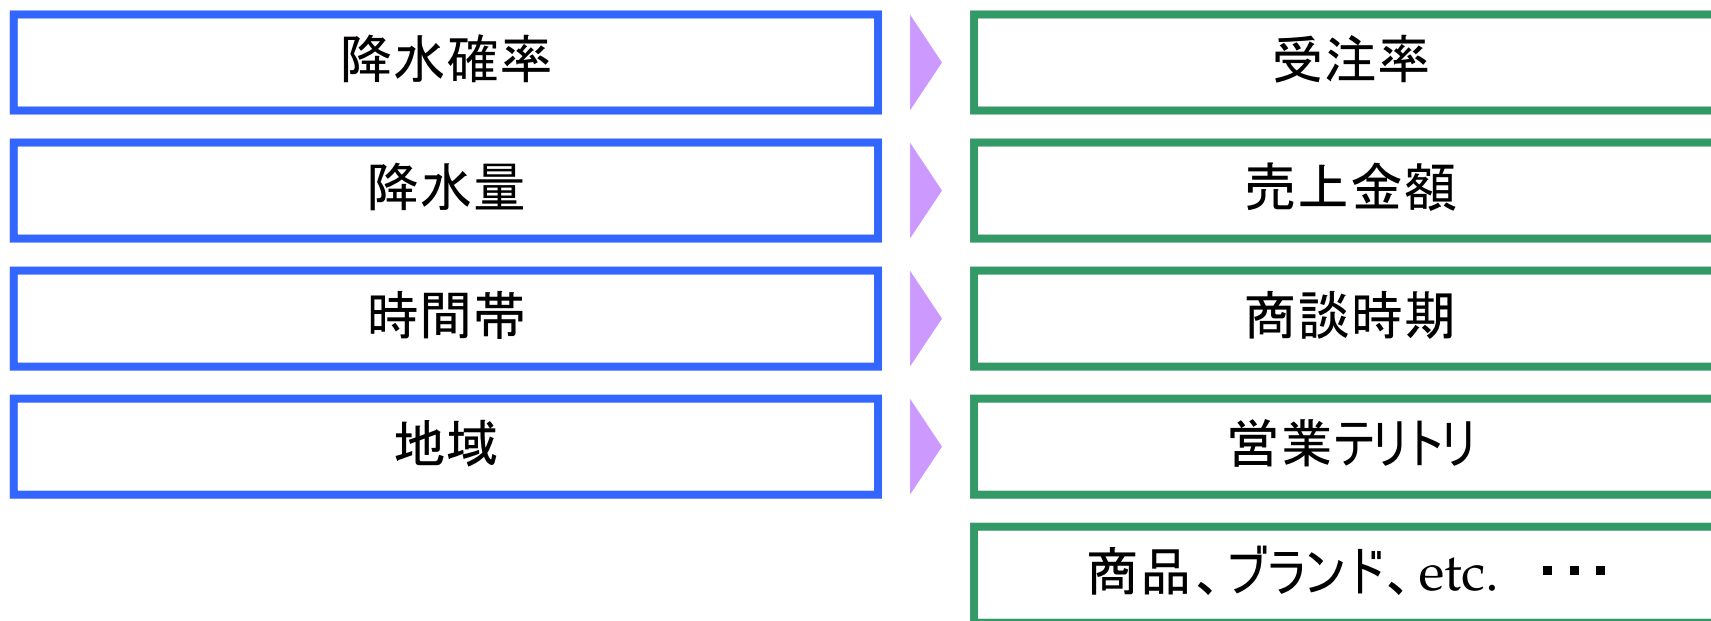 降水確率
受注率
降水量
売上金額
時間帯
商談時期
地域
営業テリトリ
商品、ブランド、etc. ・・・